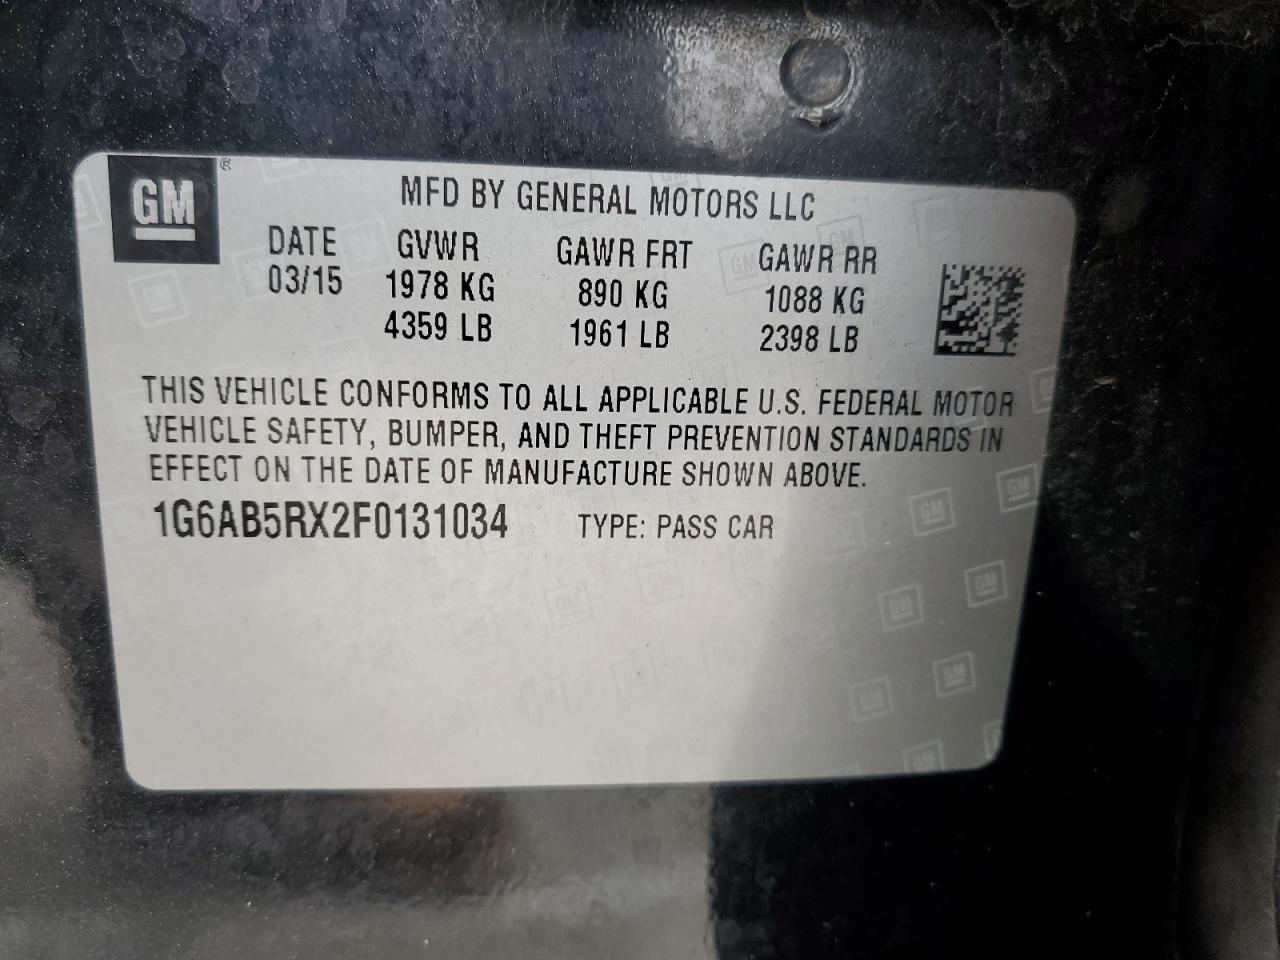 GM
MFD BY GENERAL MOTORS LLC
DATE GVWR GAWR FRT GAWR RR
03/15 1978 KG 890 KG 1088 KG
4359 LB 1961 LB 2398 LB
THIS VEHICLE CONFORMS TO ALL APPLICABLE U.S. FEDERAL MOTOR
VEHICLE SAFETY, BUMPER, AND THEFT PREVENTION STANDARDS IN
EFFECT ON THE DATE OF MANUFACTURE SHOWN ABOVE.
1G6AB5RX2F0131034 TYPE: PASS CAR